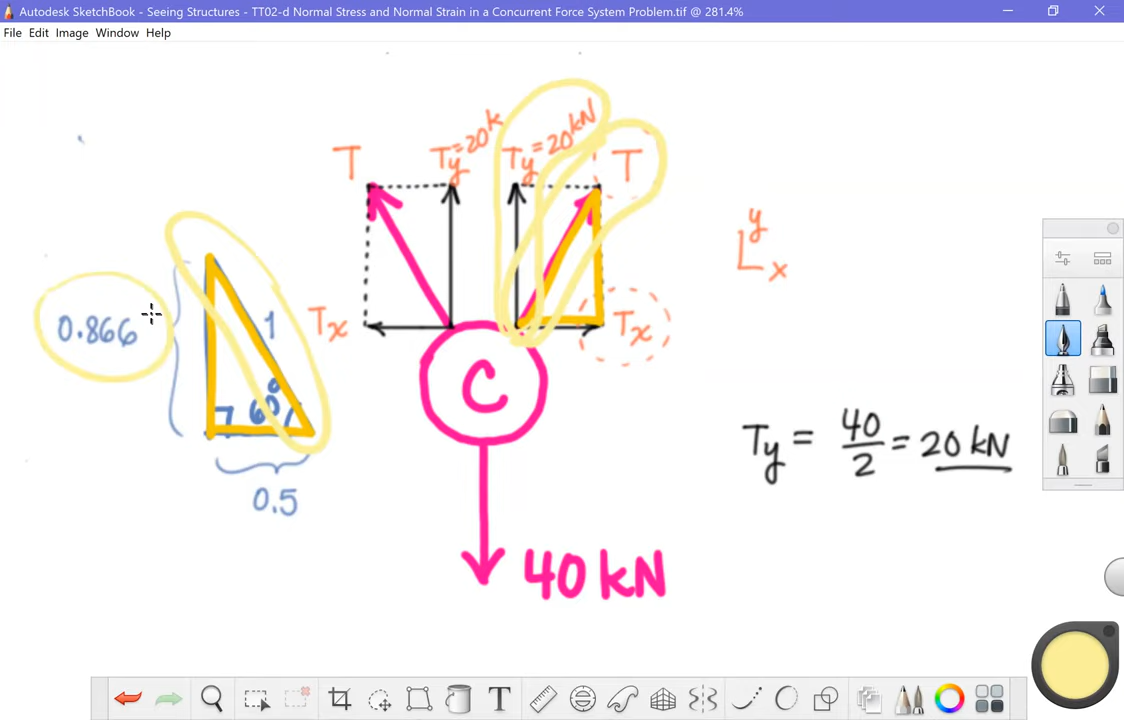 Autodesk SketchBook - Seeing Structures - TT02-d Normal Stress and Normal Strain in a Concurrent Force System Problem.tif @ 281.4%
File Edit Image Window Help
T
Ty=20k
Ty=20kN
T
y
x
0.866
1
60°
0.5
Tx
Tx
C
Ty = 40/2 = 20 kN
40 kN
T